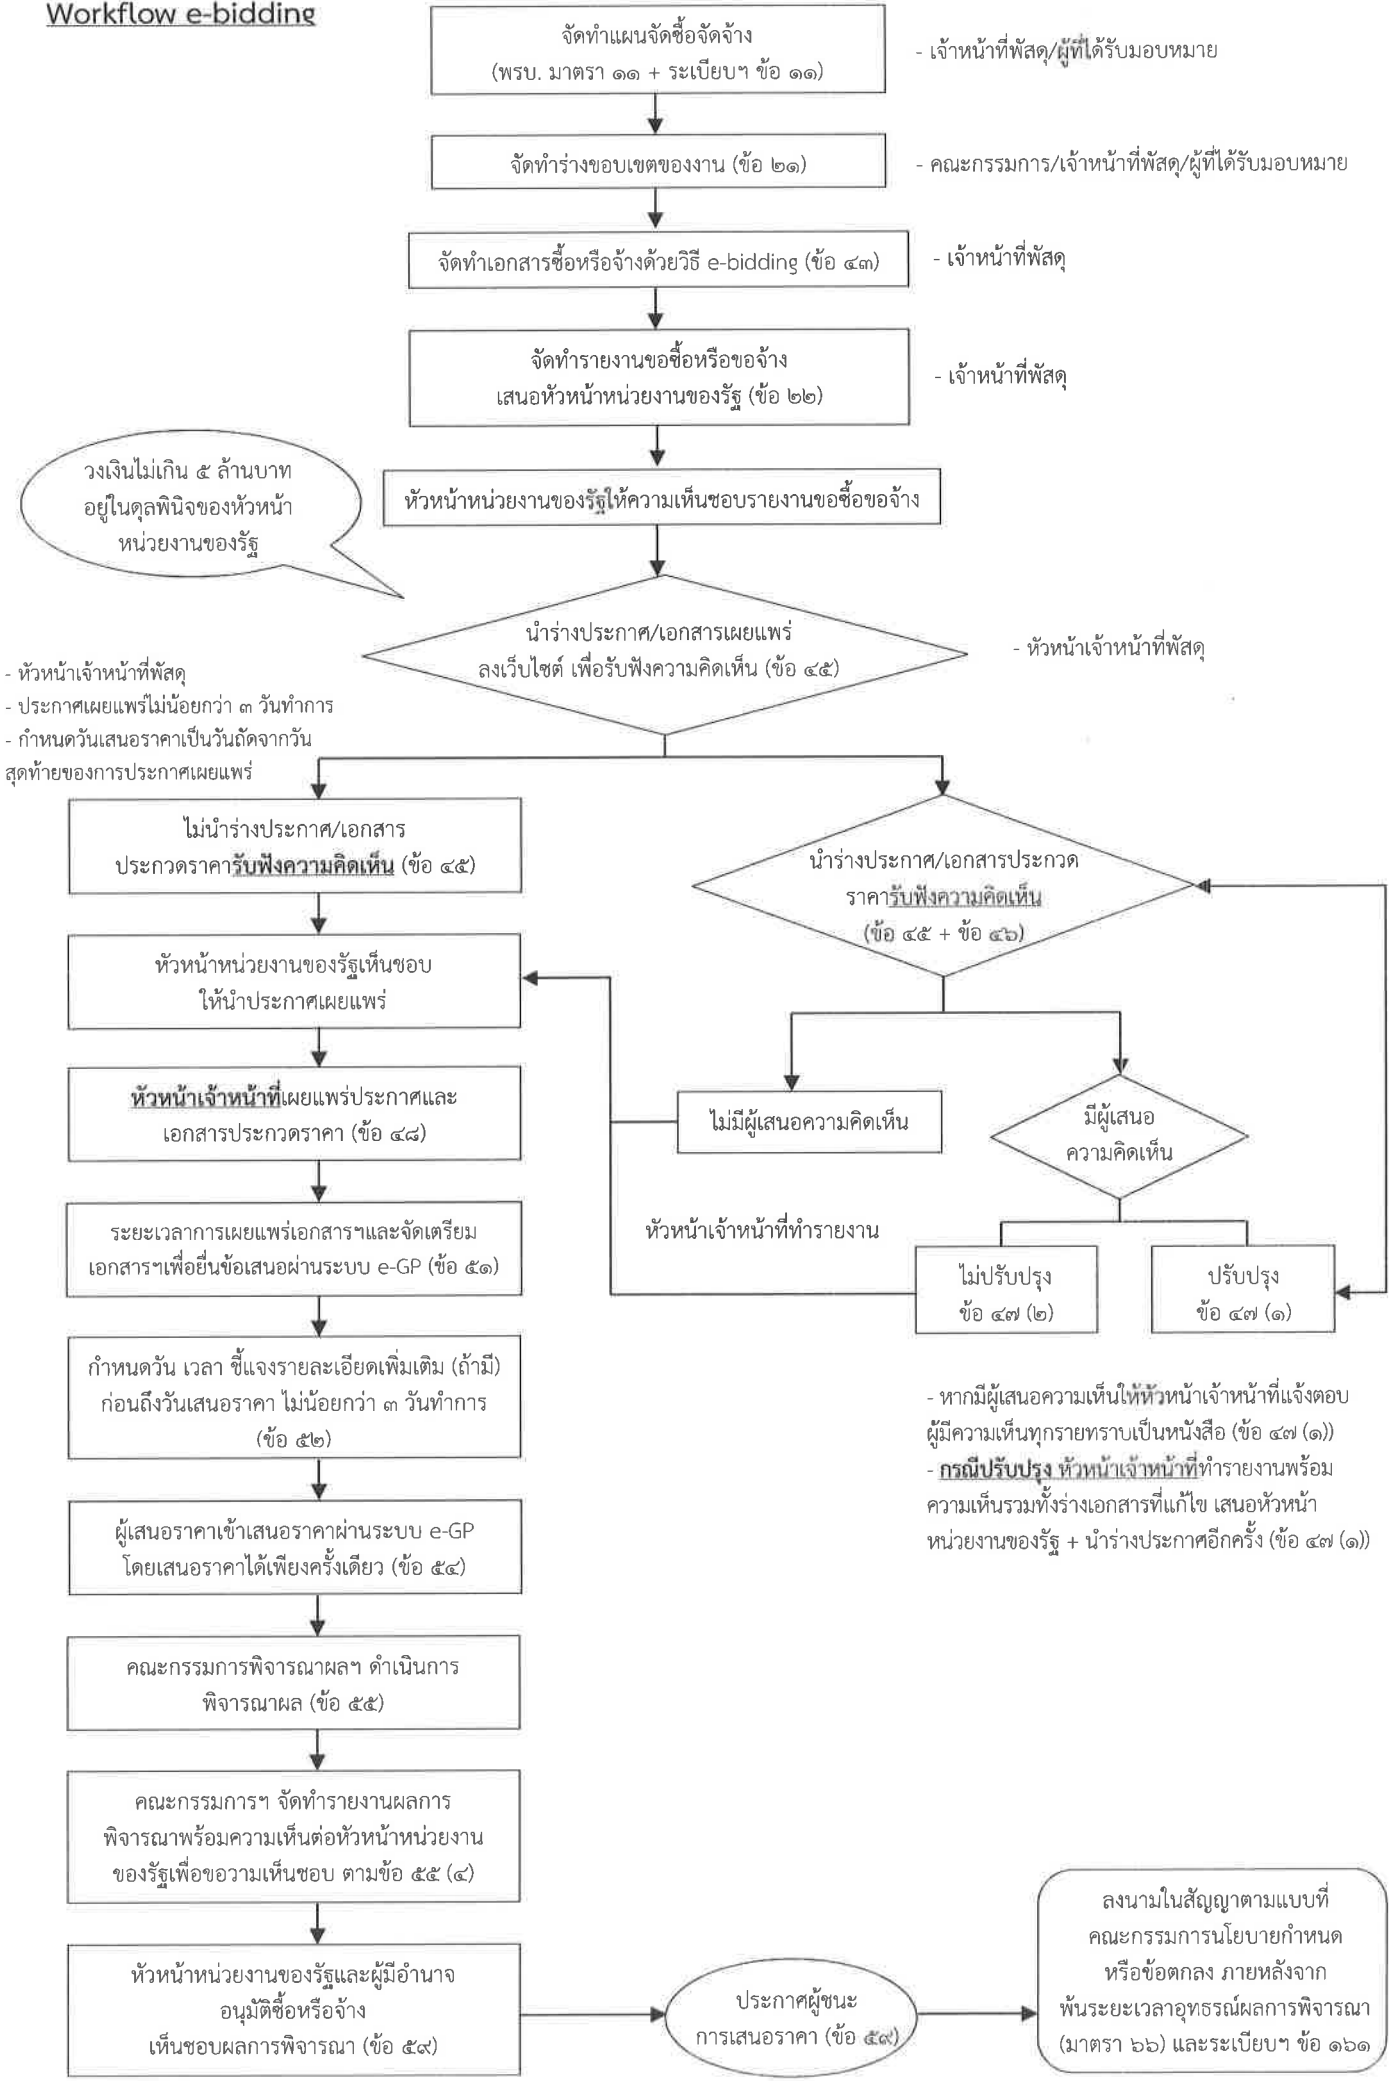 Workflow e-bidding
จัดทำแผนจัดซื้อจัดจ้าง
(พรบ. มาตรา ๑๑ + ระเบียบฯ ข้อ ๑๑)
- เจ้าหน้าที่พัสดุ/ผู้ที่ได้รับมอบหมาย
จัดทำร่างขอบเขตของงาน (ข้อ ๒๑)
- คณะกรรมการ/เจ้าหน้าที่พัสดุ/ผู้ที่ได้รับมอบหมาย
จัดทำเอกสารซื้อหรือจ้างด้วยวิธี e-bidding (ข้อ ๔๓)
- เจ้าหน้าที่พัสดุ
จัดทำรายงานขอซื้อหรือขอจ้าง
เสนอหัวหน้าหน่วยงานของรัฐ (ข้อ ๒๒)
- เจ้าหน้าที่พัสดุ
หัวหน้าหน่วยงานของรัฐให้ความเห็นชอบรายงานขอซื้อขอจ้าง
วงเงินไม่เกิน ๕ ล้านบาท
อยู่ในดุลพินิจของหัวหน้า
หน่วยงานของรัฐ
นำร่างประกาศ/เอกสารเผยแพร่
ลงเว็บไซต์ เพื่อรับฟังความคิดเห็น (ข้อ ๔๕)
- หัวหน้าเจ้าหน้าที่พัสดุ
- หัวหน้าเจ้าหน้าที่พัสดุ
- ประกาศเผยแพร่ไม่น้อยกว่า ๓ วันทำการ
- กำหนดวันเสนอราคาเป็นวันถัดจากวัน
สุดท้ายของการประกาศเผยแพร่
ไม่นำร่างประกาศ/เอกสาร
ประกวดราคารับฟังความคิดเห็น (ข้อ ๔๕)
นำร่างประกาศ/เอกสารประกวด
ราคารับฟังความคิดเห็น
(ข้อ ๔๕ + ข้อ ๔๖)
หัวหน้าหน่วยงานของรัฐเห็นชอบ
ให้นำประกาศเผยแพร่
หัวหน้าเจ้าหน้าที่เผยแพร่ประกาศและ
เอกสารประกวดราคา (ข้อ ๔๘)
ไม่มีผู้เสนอความคิดเห็น
มีผู้เสนอ
ความคิดเห็น
หัวหน้าเจ้าหน้าที่ทำรายงาน
ระยะเวลาการเผยแพร่เอกสารฯและจัดเตรียม
เอกสารฯเพื่อยื่นข้อเสนอผ่านระบบ e-GP (ข้อ ๕๑)
ไม่ปรับปรุง
ข้อ ๔๗ (๒)
ปรับปรุง
ข้อ ๔๗ (๑)
กำหนดวัน เวลา ชี้แจงรายละเอียดเพิ่มเติม (ถ้ามี)
ก่อนถึงวันเสนอราคา ไม่น้อยกว่า ๓ วันทำการ
(ข้อ ๕๒)
- หากมีผู้เสนอความเห็นให้หัวหน้าเจ้าหน้าที่แจ้งตอบ
ผู้มีความเห็นทุกรายทราบเป็นหนังสือ (ข้อ ๔๗ (๑))
- กรณีปรับปรุง หัวหน้าเจ้าหน้าที่ทำรายงานพร้อม
ความเห็นรวมทั้งร่างเอกสารที่แก้ไข เสนอหัวหน้า
หน่วยงานของรัฐ + นำร่างประกาศอีกครั้ง (ข้อ ๔๗ (๑))
ผู้เสนอราคาเข้าเสนอราคาผ่านระบบ e-GP
โดยเสนอราคาได้เพียงครั้งเดียว (ข้อ ๕๔)
คณะกรรมการพิจารณาผลฯ ดำเนินการ
พิจารณาผล (ข้อ ๕๕)
คณะกรรมการฯ จัดทำรายงานผลการ
พิจารณาพร้อมความเห็นต่อหัวหน้าหน่วยงาน
ของรัฐเพื่อขอวามเห็นชอบ ตามข้อ ๕๕ (๔)
หัวหน้าหน่วยงานของรัฐและผู้มีอำนาจ
อนุมัติซื้อหรือจ้าง
เห็นชอบผลการพิจารณา (ข้อ ๕๙)
ประกาศผู้ชนะ
การเสนอราคา (ข้อ ๕๙)
ลงนามในสัญญาตามแบบที่
คณะกรรมการนโยบายกำหนด
หรือข้อตกลง ภายหลังจาก
พ้นระยะเวลาอุทธรณ์ผลการพิจารณา
(มาตรา ๖๖) และระเบียบฯ ข้อ ๑๖๑